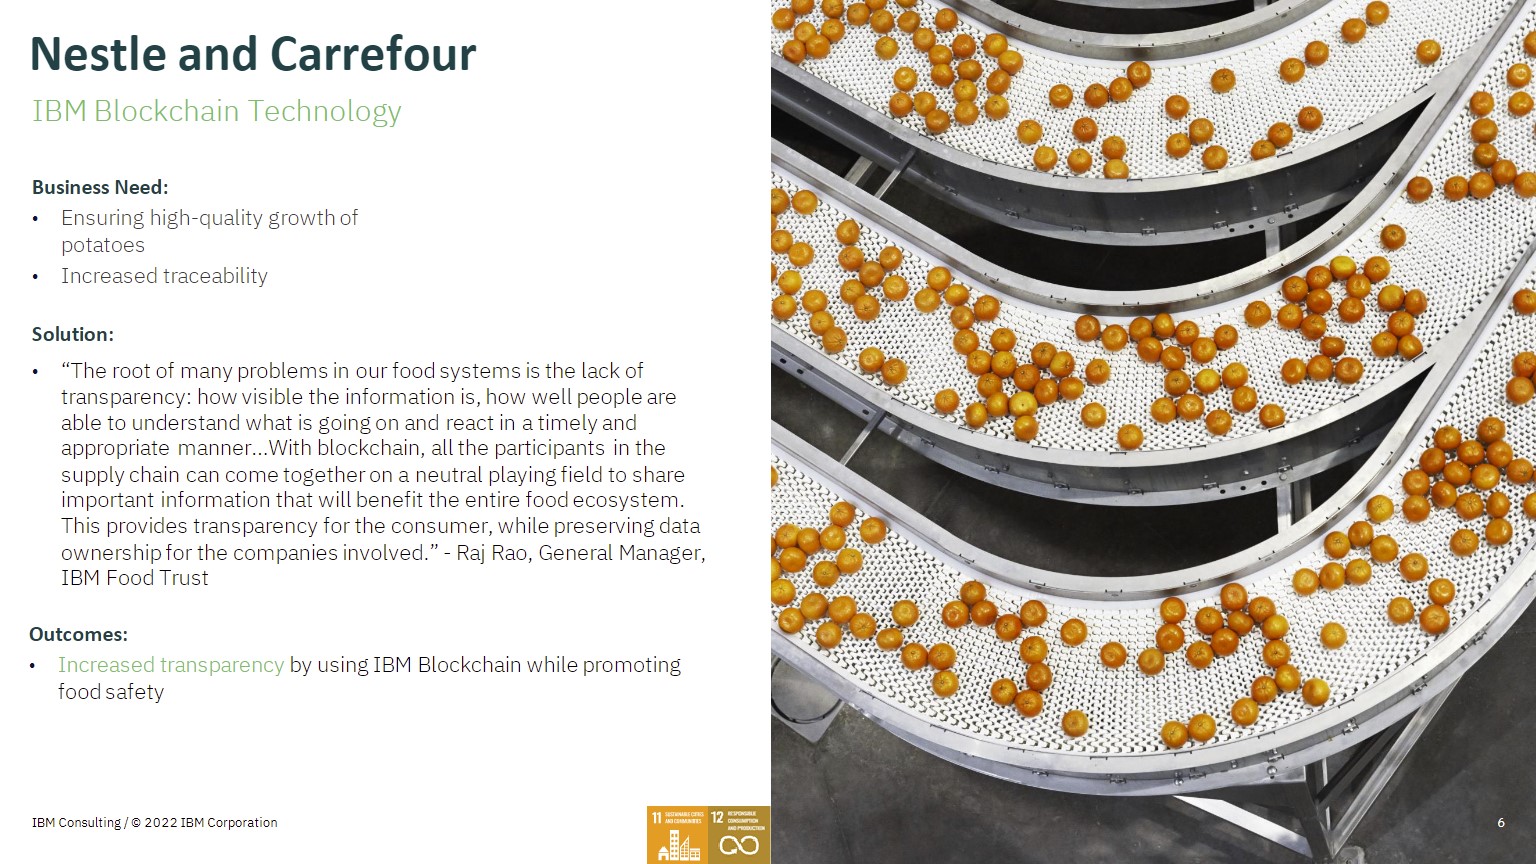 Nestle and Carrefour
IBM Blockchain Technology
Business Need:
• Ensuring high-quality growth of
potatoes
• Increased traceability
Solution:
• “The root of many problems in our food systems is the lack of
transparency: how visible the information is, how well people are
able to understand what is going on and react in a timely and
appropriate manner…With blockchain, all the participants in the
supply chain can come together on a neutral playing field to share
important information that will benefit the entire food ecosystem.
This provides transparency for the consumer, while preserving data
ownership for the companies involved.” - Raj Rao, General Manager,
IBM Food Trust
Outcomes:
• Increased transparency by using IBM Blockchain while promoting
food safety
IBM Consulting / © 2022 IBM Corporation
11 SUSTAINABLE CITIES
AND COMMUNITIES
12 RESPONSIBLE
CONSUMPTION
AND PRODUCTION
6